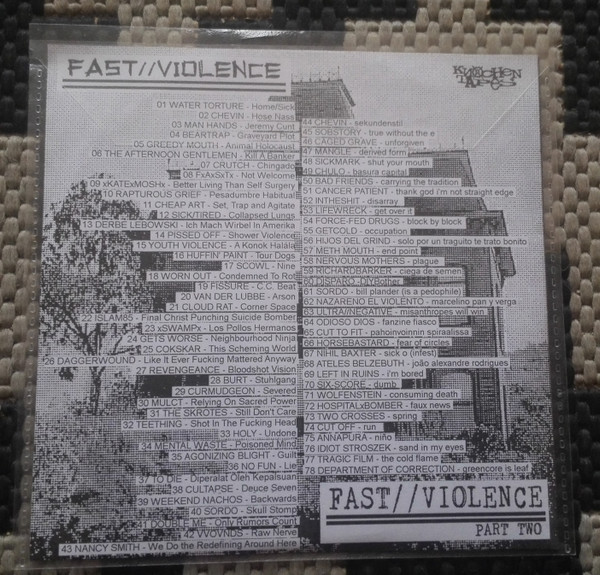 FAST//VIOLENCE
KNOCHEN TAPES
01 WATER TORTURE - Home/Sick
02 CHEVIN - Hose Nass
03 MAN HANDS - Jeremy Cunt
04 BEARTRAP - Graveyard Plot
05 GREEDY MOUTH - Animal Holocaust
06 THE AFTERNOON GENTLEMEN - Kill A Banker
07 CRUTCH - Chingado
08 FxAxSxTx - Not Welcome
09 xKATExMOSHx - Better Living Than Self Surgery
10 RAPTUROUS GRIEF - Pesadumbre Habitual
11 CHEAP ART - Set, Trap and Agitate
12 SICK/TIRED - Collapsed Lungs
13 DERBE LEBOWSKI - Ich Mach Virbel In Amerika
14 PISSED OFF - Shower Violence
15 YOUTH VIOLENCE - A Konok Halála
16 HUFFIN PAINT - Tour Dogs
17 SCOWL - Nine
18 WORN OUT - Condemned To Rot
19 FISSURE - C.C. Beat
20 VAN DER LUBBE - Arson
21 CLOUD RAT - Corner Space
22 ISLAM85 - Final Christ Punching Suicide Bomber
23 xSWAMPx - Los Pollos Hermanos
24 GETS WORSE - Neighbourhood Ninja
25 COKSKAR - This Scheming World
26 DAGGERWOUND - Like It Ever Fucking Mattered Anyway
27 REVENGEANCE - Bloodshot Vision
28 BURT - Stuhlgang
29 CURMUDGEON - Severed
30 MULCT - Relying On Sacred Power
31 THE SKROTES - Still Don't Care
32 TEETHING - Shot In The Fucking Head
33 HOLY - Undone
34 MENTAL WASTE - Poisoned Mind
35 AGONIZING BLIGHT - Guilt
36 NO FUN - Lie
37 TO DIE - Diperalat Oleh Kepalsuan
38 CULTAPSE - Deuce Seven
39 WEEKEND NACHOS - Backwards
40 SORDO - Skull Stomp
41 DOUBLE ME - Only Rumors Count
42 VVOVNDS - Raw Nerve
43 NANCY SMITH - We Do the Redefining Around Here
44 CHEVIN - sekundenstil
45 SOBSTORY - true without the e
46 CAGED GRAVE - unforgiven
47 MANGLE - derived form
48 SICKMARK - shut your mouth
49 CHULO - basura capital
50 BAD FRIENDS - carrying the tradition
51 CANCER PATIENT - thank god i'm not straight edge
52 INTHESHIT - disarray
53 LIFEWRECK - get over it
54 FORCE-FED DRUGS - block by block
55 GETCOLD - occupation
56 HIJOS DEL GRIND - solo por un traguito te trato bonito
57 METH MOUTH - end point
58 NERVOUS MOTHERS - plague
59 RICHARDBARKER - ciega de semen
60 DISPARO - DIYBother
61 SORDO - bill plander (is a pedophile)
62 NAZARENO EL VIOLENTO - marcelino pan y verga
63 ULTRA//NEGATIVE - misanthropes will win
64 ODIOSO DIOS - fanzine fiasco
65 CUT TO FIT - pahoinvoinnin spiraalissa
66 HORSEBASTARD - fear of circles
67 NIHIL BAXTER - sick o (infest)
68 ATELES BELZEBUTH - joão alexandre rodrigues
69 LEFT IN RUINS - i'm bored
70 SIX-SCORE - dumb
71 WOLFENSTEIN - consuming death
72 HOSPITALxBOMBER - faux news
73 TWO CROSSES - spring
74 CUT OFF - run
75 ANNAPURA - niño
76 IDIOT STROSZEK - sand in my eyes
77 TRAGIC FILM - the cold flame
78 DEPARTMENT OF CORRECTION - greencore is leaf
FAST//VIOLENCE
PART TWO